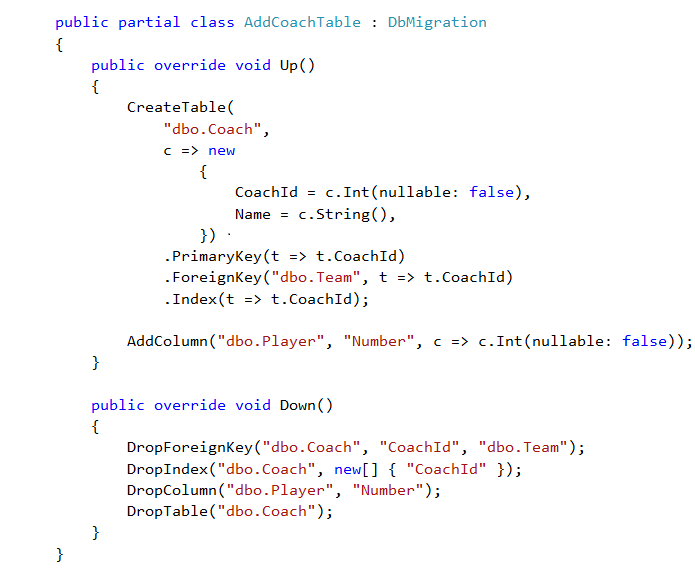 public partial class AddCoachTable : DbMigration
{
    public override void Up()
    {
        CreateTable(
            "dbo.Coach",
            c => new
                {
                    CoachId = c.Int(nullable: false),
                    Name = c.String(),
                })
            .PrimaryKey(t => t.CoachId)
            .ForeignKey("dbo.Team", t => t.CoachId)
            .Index(t => t.CoachId);

        AddColumn("dbo.Player", "Number", c => c.Int(nullable: false));
    }

    public override void Down()
    {
        DropForeignKey("dbo.Coach", "CoachId", "dbo.Team");
        DropIndex("dbo.Coach", new[] { "CoachId" });
        DropColumn("dbo.Player", "Number");
        DropTable("dbo.Coach");
    }
}